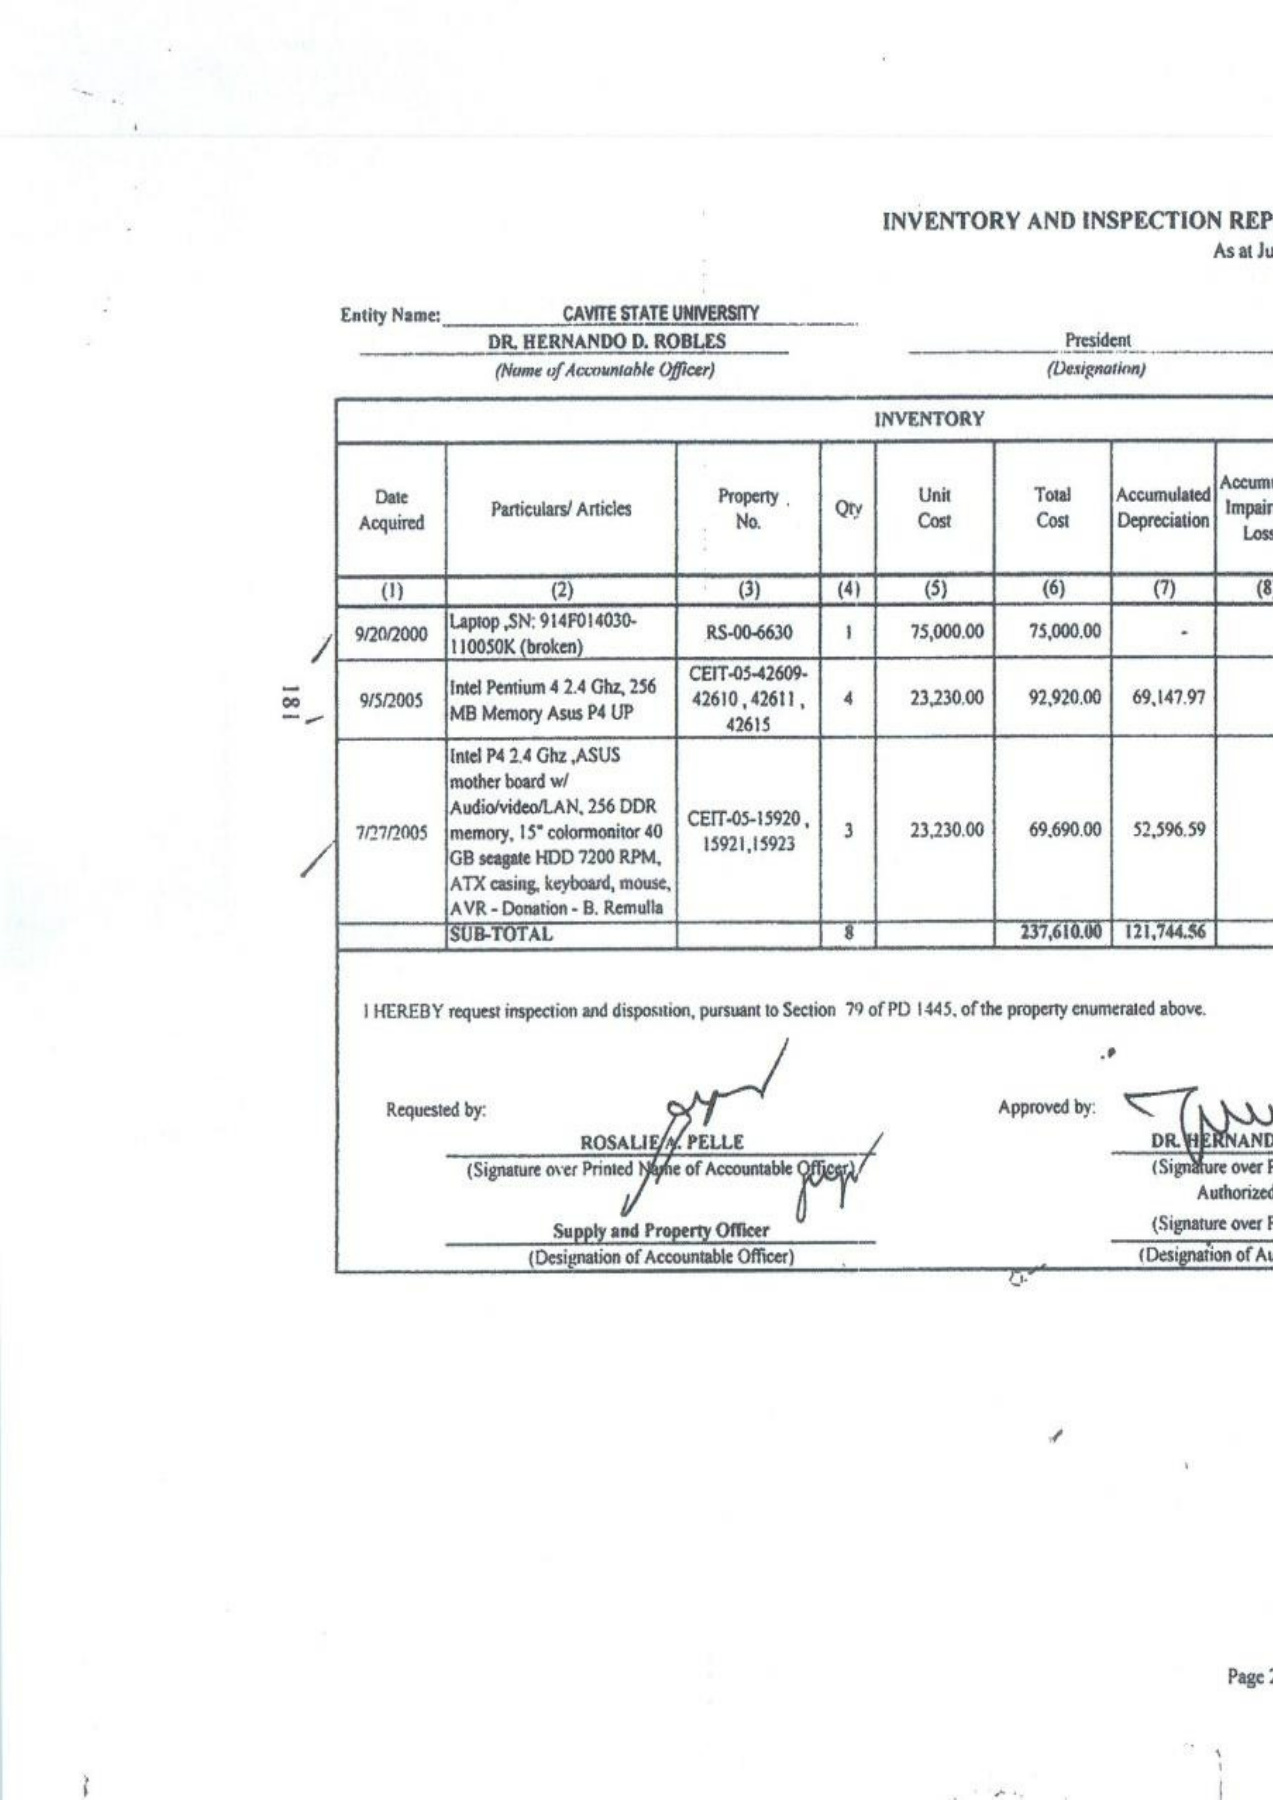 INVENTORY AND INSPECTION REP
As at Ju
Entity Name: CAVITE STATE UNIVERSITY
DR. HERNANDO D. ROBLES President
(Name of Accountable Officer) (Designation)
INVENTORY
Date Acquired Particulars/ Articles Property No. Qty Unit Cost Total Cost Accumulated Depreciation Accum Impair Loss
(1) (2) (3) (4) (5) (6) (7) (8
9/20/2000 Laptop ,SN: 914F014030-
110050K (broken) RS-00-6630 1 75,000.00 75,000.00 -
181
9/5/2005 Intel Pentium 4 2.4 Ghz, 256
MB Memory Asus P4 UP CEIT-05-42609-
42610 , 42611 ,
42615 4 23,230.00 92,920.00 69,147.97
7/27/2005 Intel P4 2.4 Ghz ,ASUS
mother board w/
Audio/video/LAN, 256 DDR
memory, 15" colormonitor 40
GB seagate HDD 7200 RPM,
ATX casing, keyboard, mouse,
AVR - Donation - B. Remulla CEIT-05-15920 ,
15921,15923 3 23,230.00 69,690.00 52,596.59
SUB-TOTAL 8 237,610.00 121,744.56
I HEREBY request inspection and disposition, pursuant to Section 79 of PD 1445, of the property enumerated above.
Requested by: Approved by:
ROSALIE A. PELLE DR. HERNAND
(Signature over Printed Name of Accountable Officer) (Signature over P
Authorized
Supply and Property Officer (Signature over P
(Designation of Accountable Officer) (Designation of Au
Page 2